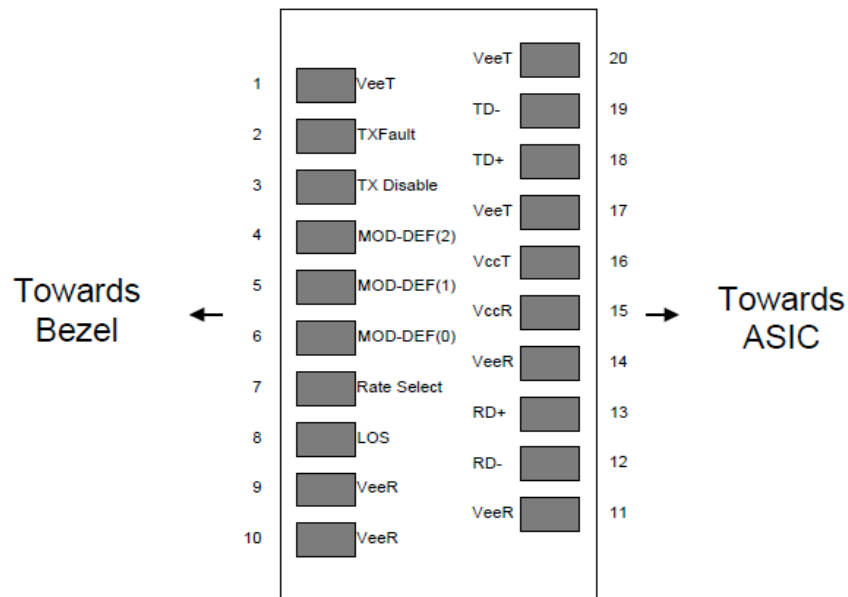 VeeT 20
1 VeeT
TD- 19
2 TXFault
TD+ 18
3 TX Disable
VeeT 17
4 MOD-DEF(2)
VccT 16
5 MOD-DEF(1)
Towards
Bezel
VccR 15
Towards
ASIC
6 MOD-DEF(0)
VeeR 14
7 Rate Select
RD+ 13
8 LOS
RD- 12
9 VeeR
VeeR 11
10 VeeR